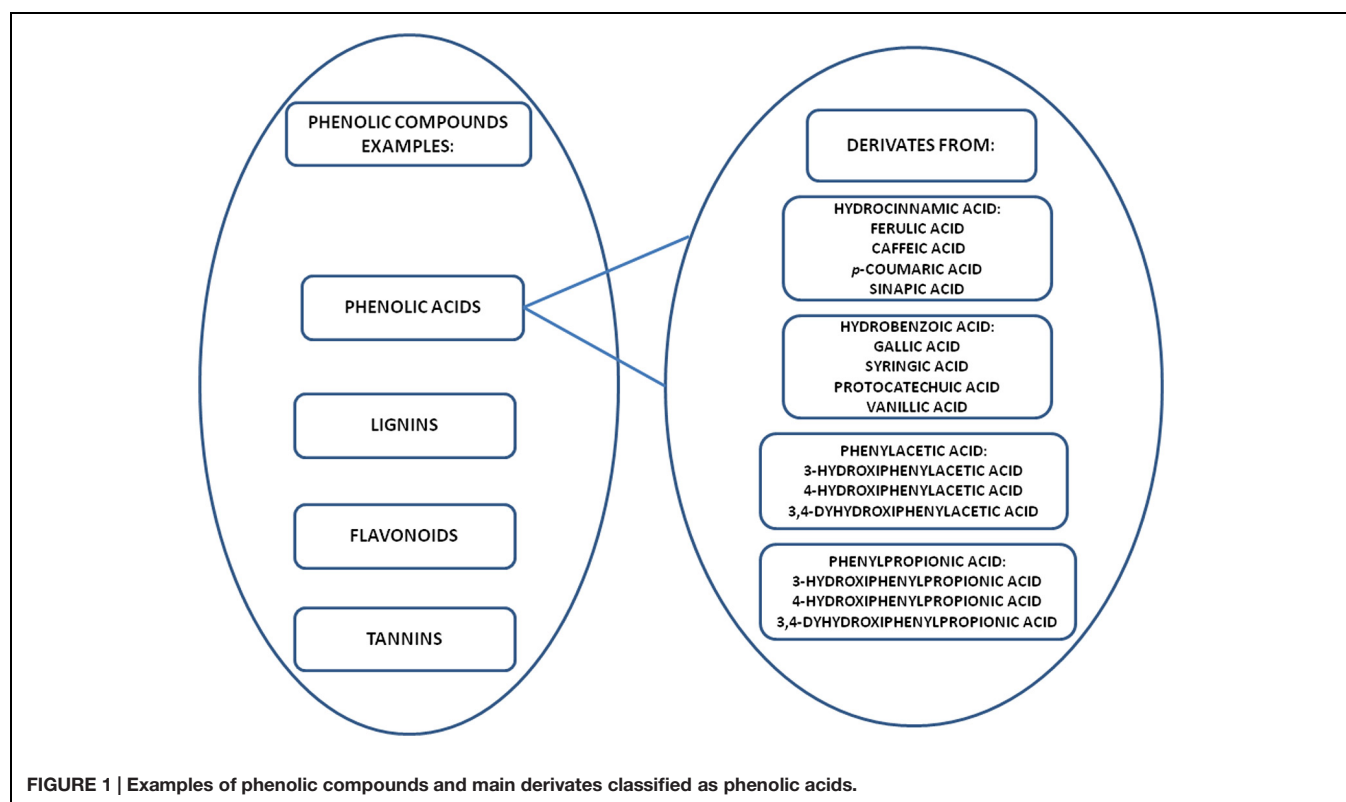 PHENOLIC COMPOUNDS
EXAMPLES:
PHENOLIC ACIDS
LIGNINS
FLAVONOIDS
TANNINS
DERIVATES FROM:
HYDROCINNAMIC ACID:
FERULIC ACID
CAFFEIC ACID
p-COUMARIC ACID
SINAPIC ACID
HYDROBENZOIC ACID:
GALLIC ACID
SYRINGIC ACID
PROTOCATECHUIC ACID
VANILLIC ACID
PHENYLACETIC ACID:
3-HYDROXIPHENYLACETIC ACID
4-HYDROXIPHENYLACETIC ACID
3,4-DYHYDROXIPHENYLACETIC ACID
PHENYLPROPIONIC ACID:
3-HYDROXIPHENYLPROPIONIC ACID
4-HYDROXIPHENYLPROPIONIC ACID
3,4-DYHYDROXIPHENYLPROPIONIC ACID
FIGURE 1 | Examples of phenolic compounds and main derivates classified as phenolic acids.